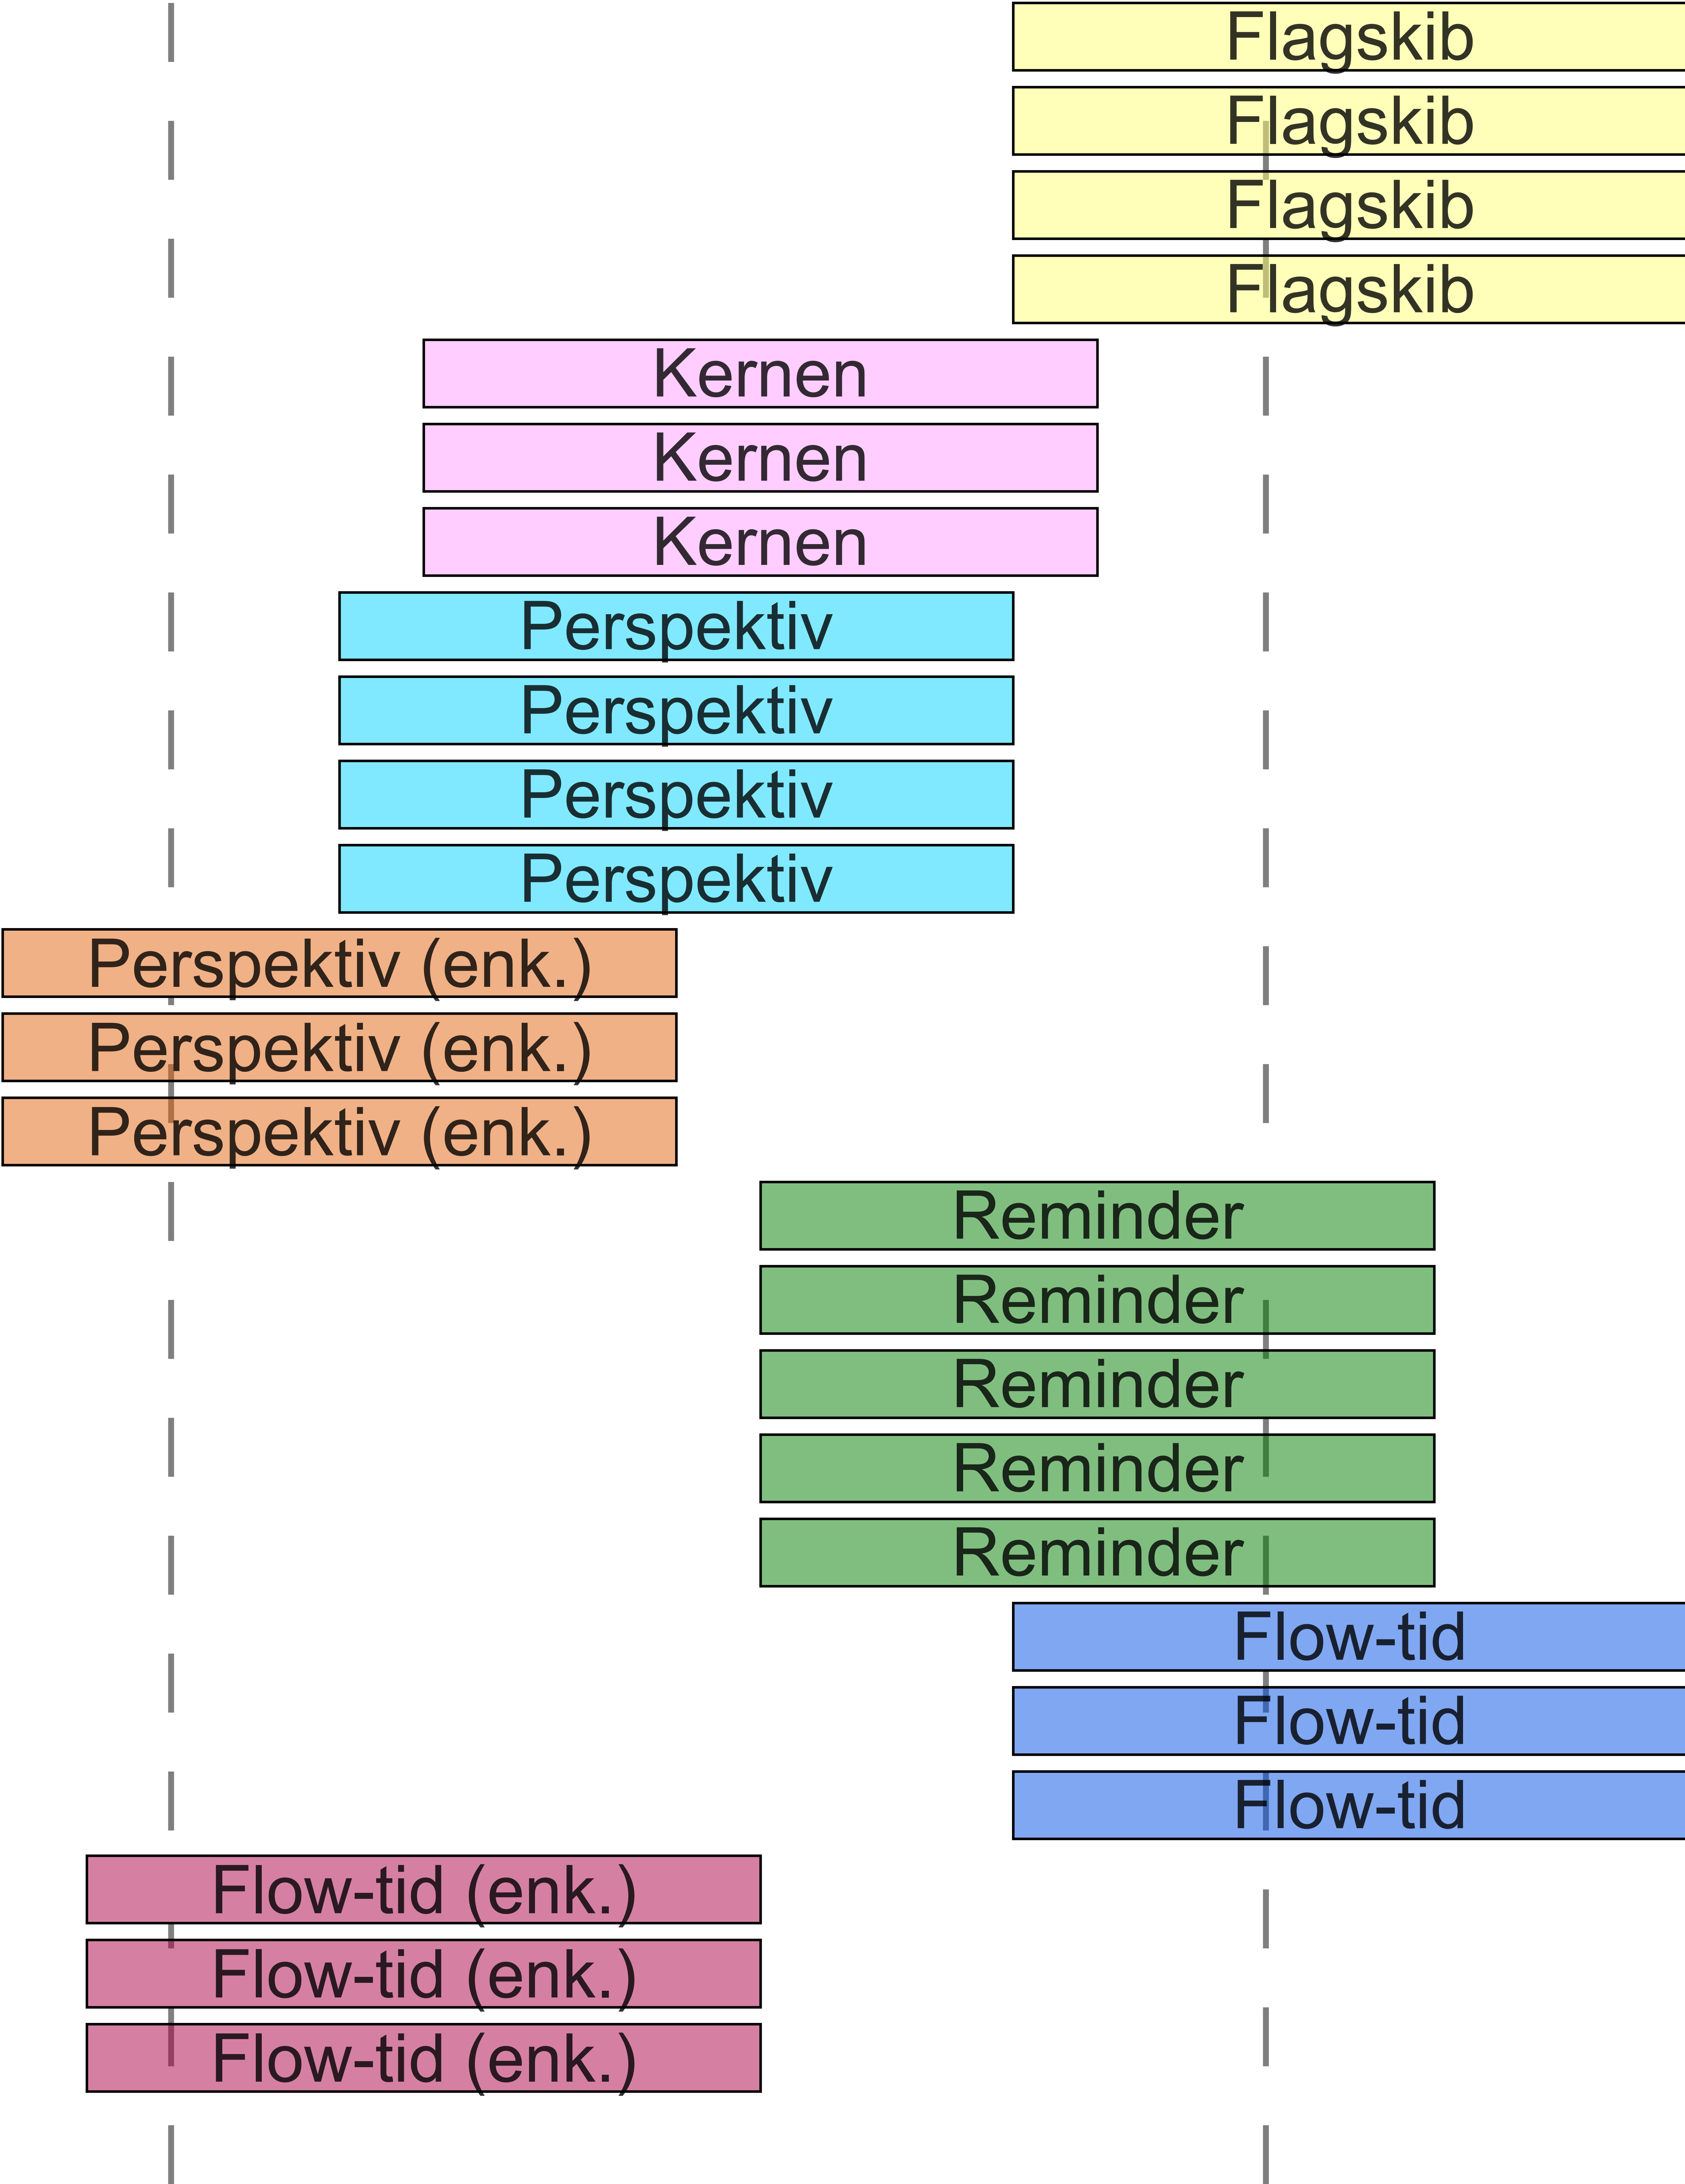 Flagskib
Flagskib
Flagskib
Flagskib
Kernen
Kernen
Kernen
Perspektiv
Perspektiv
Perspektiv
Perspektiv
Perspektiv (enk.)
Perspektiv (enk.)
Perspektiv (enk.)
Reminder
Reminder
Reminder
Reminder
Reminder
Flow-tid
Flow-tid
Flow-tid
Flow-tid (enk.)
Flow-tid (enk.)
Flow-tid (enk.)